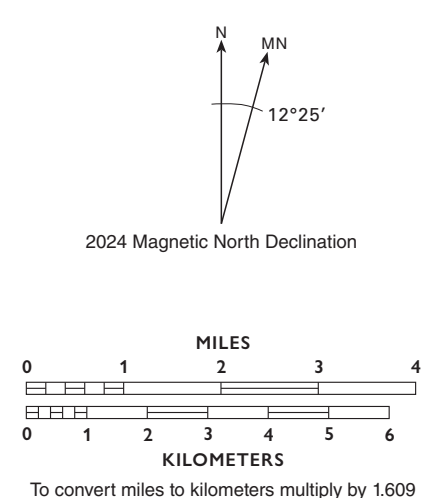 N
MN
12°25′
2024 Magnetic North Declination
MILES
0 1 2 3 4
0 1 2 3 4 5 6
KILOMETERS
To convert miles to kilometers multiply by 1.609